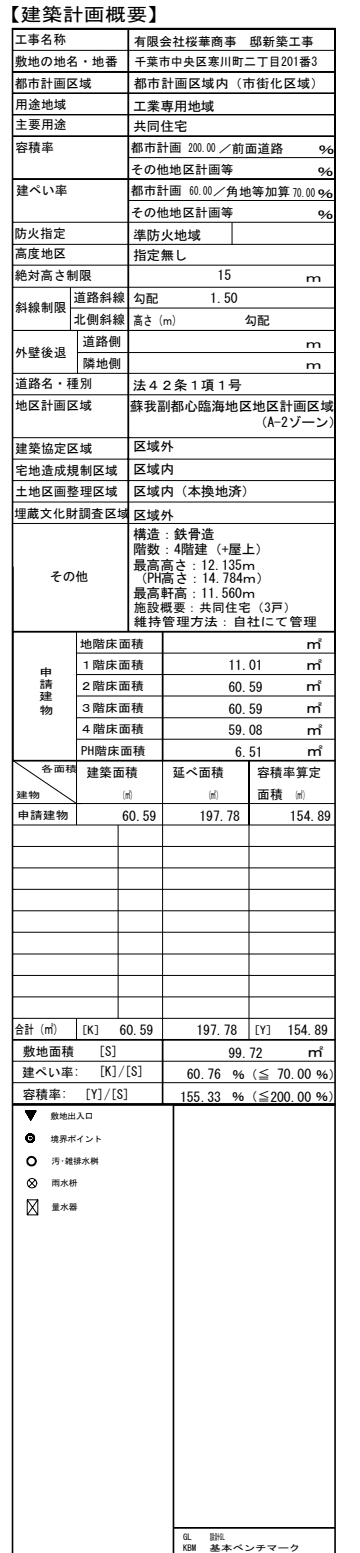 【建築計画概要】
工事名称 有限会社桜華商事 邸新築工事
敷地の地名・地番 千葉市中央区寒川町二丁目201番3
都市計画区域 都市計画区域内（市街化区域）
用途地域 工業専用地域
主要用途 共同住宅
容積率 都市計画 200.00／前面道路 %
その他地区計画等 %
建ぺい率 都市計画 60.00／角地等加算 70.00 %
その他地区計画等 %
防火指定 準防火地域
高度地区 指定無し
絶対高さ制限 15 m
斜線制限 道路斜線 勾配 1.50
北側斜線 高さ（m） 勾配
外壁後退 道路側 m
隣地側 m
道路名・種別 法４２条１項１号
地区計画区域 蘇我副都心臨海地区地区計画区域
(A-2ゾーン)
建築協定区域 区域外
宅地造成規制区域 区域内
土地区画整理区域 区域内（本換地済）
埋蔵文化財調査区域 区域外
その他 構造：鉄骨造
階数：4階建（+屋上）
最高高さ：12.135m
（PH高さ：14.784m）
最高軒高：11.560m
施設概要：共同住宅（3戸）
維持管理方法：自社にて管理
申請建物 地階床面積 ㎡
１階床面積 11.01 ㎡
２階床面積 60.59 ㎡
３階床面積 60.59 ㎡
４階床面積 59.08 ㎡
PH階床面積 6.51 ㎡
各面積 建築面積 延べ面積 容積率算定
建物 （㎡） （㎡） 面積 （㎡）
申請建物 60.59 197.78 154.89
合計（㎡） [K] 60.59 197.78 [Y] 154.89
敷地面積 [S] 99.72 ㎡
建ぺい率: [K]/[S] 60.76 % (≦ 70.00 %)
容積率: [Y]/[S] 155.33 % (≦200.00 %)
敷地出入口
境界ポイント
汚・雑排水桝
雨水枡
量水器
GL 設計GL
KBM 基本ベンチマーク